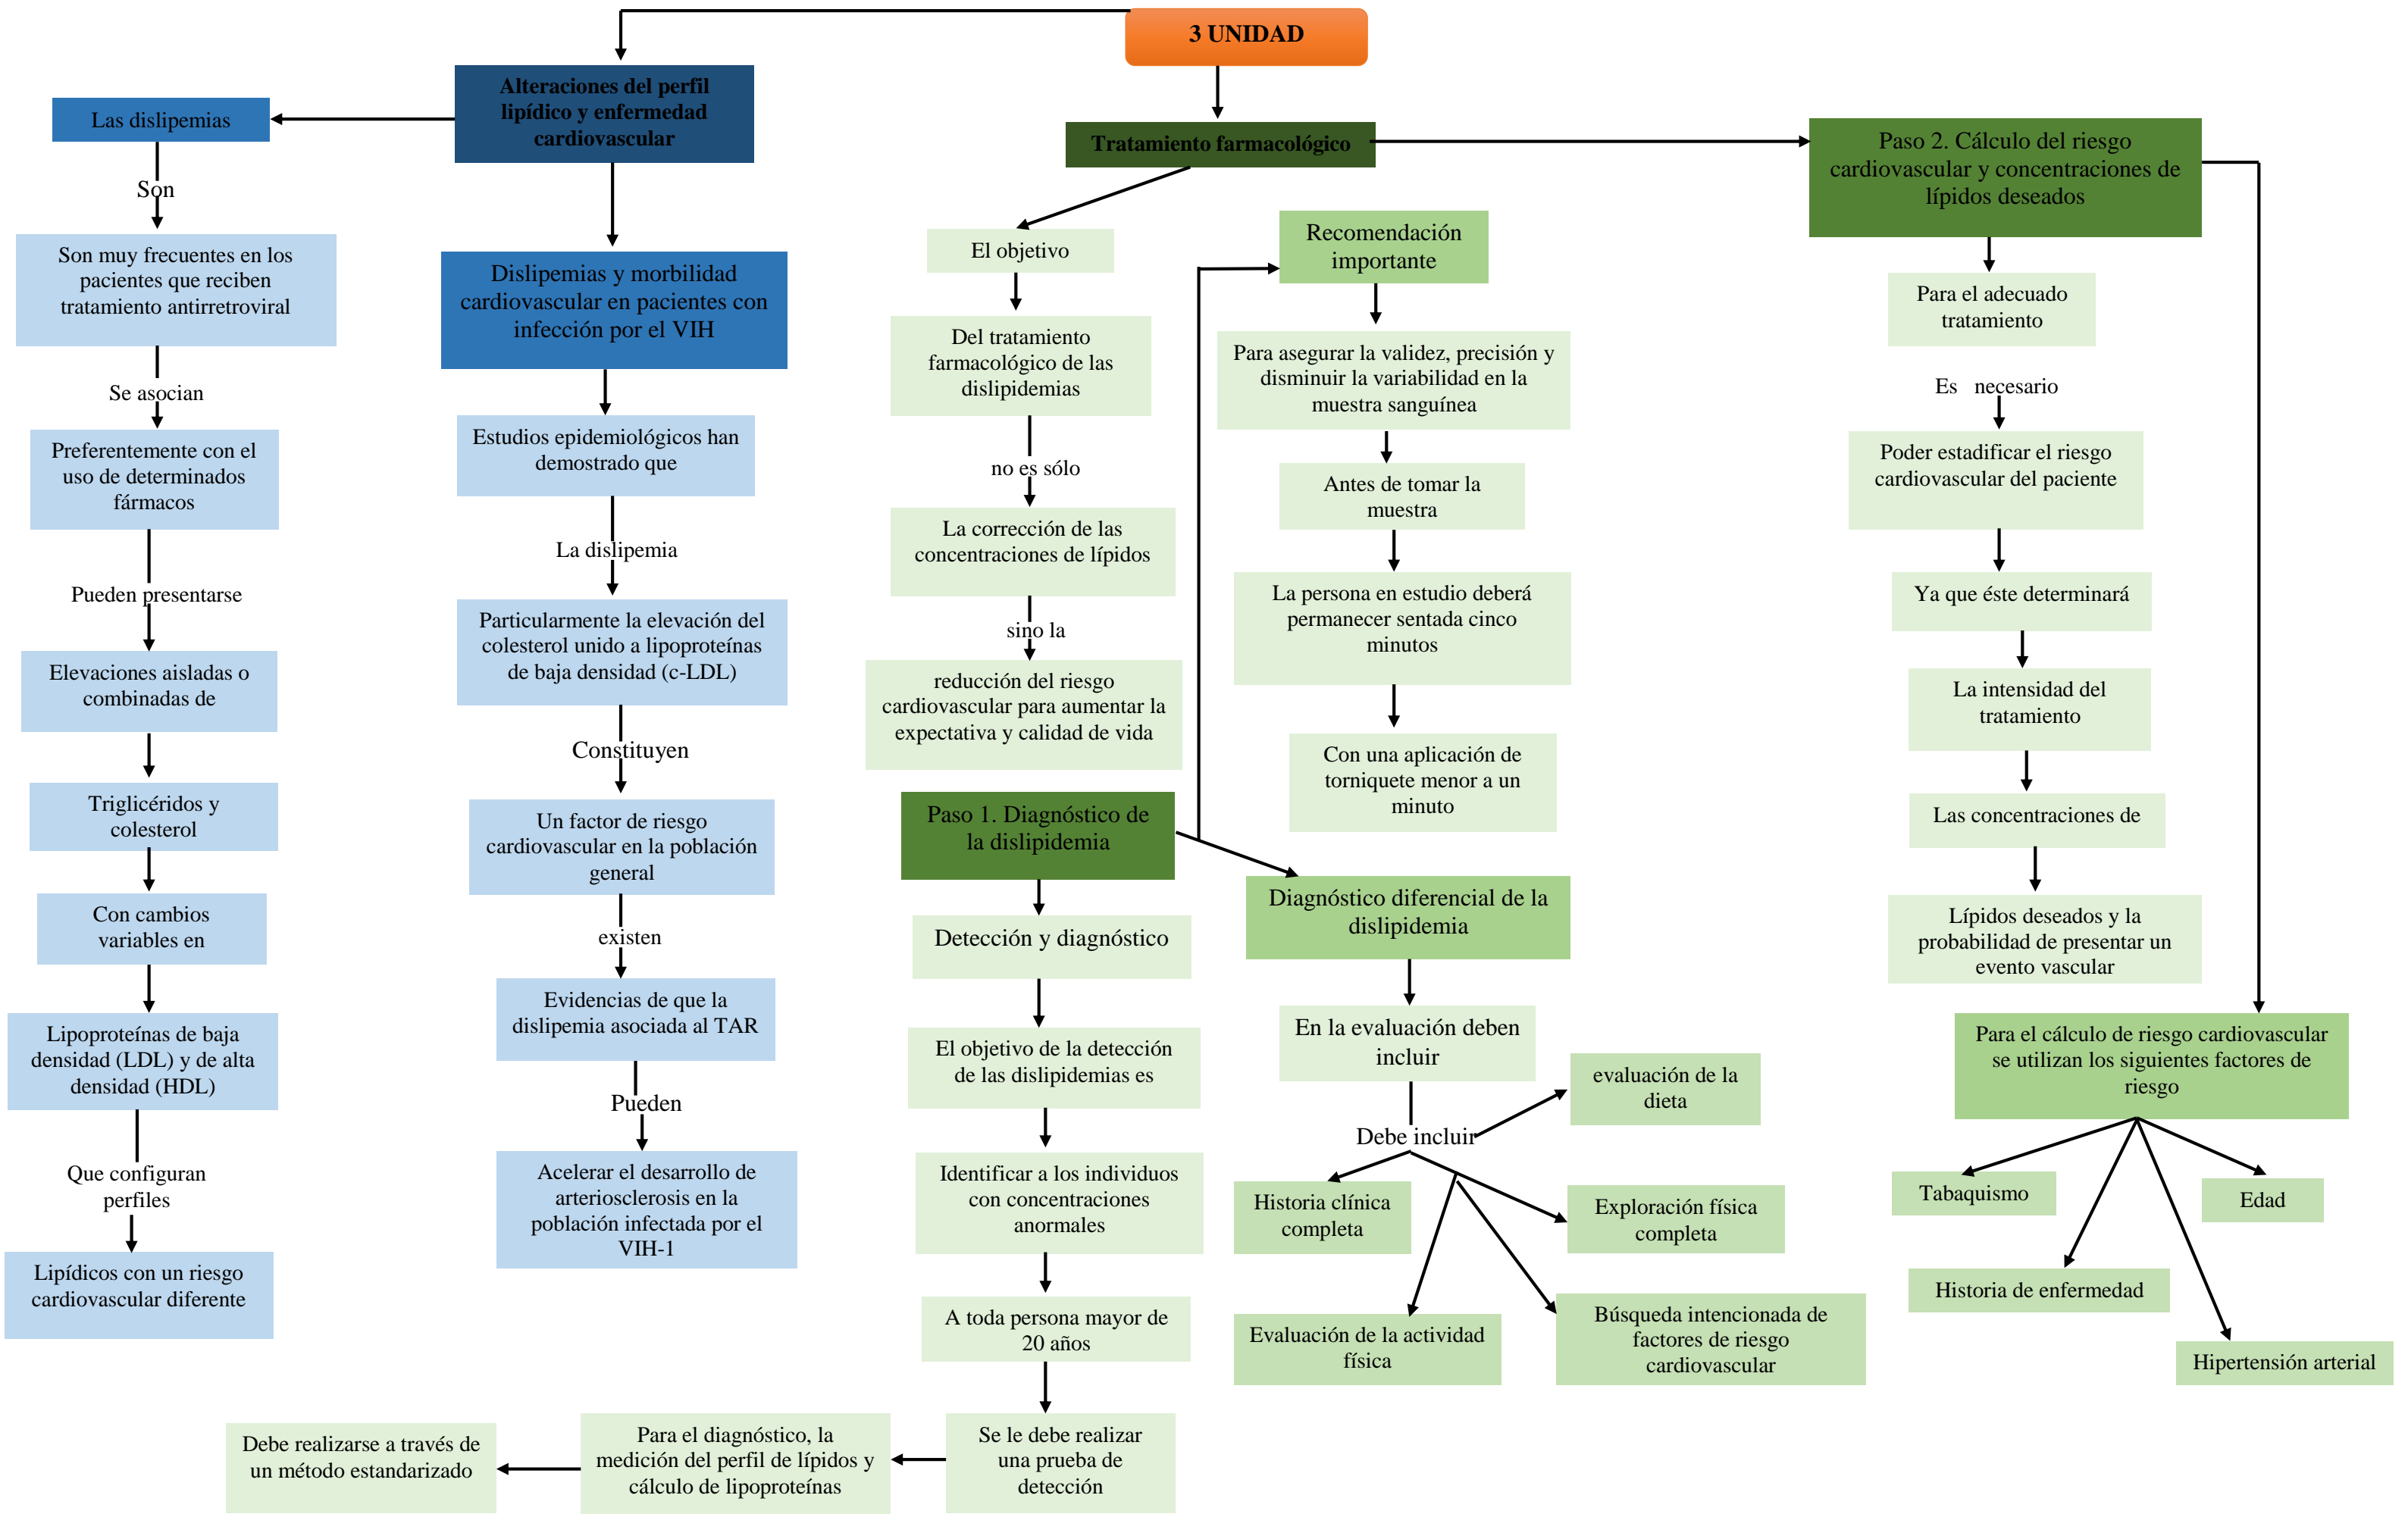 3 UNIDAD
Alteraciones del perfil
lipídico y enfermedad
cardiovascular
Las dislipemias
Son
Son muy frecuentes en los
pacientes que reciben
tratamiento antirretroviral
Se asocian
Preferentemente con el
uso de determinados
fármacos
Pueden presentarse
Elevaciones aisladas o
combinadas de
Triglicéridos y
colesterol
Con cambios
variables en
Lipoproteínas de baja
densidad (LDL) y de alta
densidad (HDL)
Que configuran
perfiles
Lipídicos con un riesgo
cardiovascular diferente
Dislipemias y morbilidad
cardiovascular en pacientes con
infección por el VIH
Estudios epidemiológicos han
demostrado que
La dislipemia
Particularmente la elevación del
colesterol unido a lipoproteínas
de baja densidad (c-LDL)
Constituyen
Un factor de riesgo
cardiovascular en la población
general
existen
Evidencias de que la
dislipemia asociada al TAR
Pueden
Acelerar el desarrollo de
arteriosclerosis en la
población infectada por el
VIH-1
Tratamiento farmacológico
El objetivo
Del tratamiento
farmacológico de las
dislipidemias
no es sólo
La corrección de las
concentraciones de lípidos
sino la
reducción del riesgo
cardiovascular para aumentar la
expectativa y calidad de vida
Paso 1. Diagnóstico de
la dislipidemia
Detección y diagnóstico
El objetivo de la detección
de las dislipidemias es
Identificar a los individuos
con concentraciones
anormales
A toda persona mayor de
20 años
Se le debe realizar
una prueba de
detección
Para el diagnóstico, la
medición del perfil de lípidos y
cálculo de lipoproteínas
Debe realizarse a través de
un método estandarizado
Recomendación
importante
Para asegurar la validez, precisión y
disminuir la variabilidad en la
muestra sanguínea
Antes de tomar la
muestra
La persona en estudio deberá
permanecer sentada cinco
minutos
Con una aplicación de
torniquete menor a un
minuto
Diagnóstico diferencial de la
dislipidemia
En la evaluación deben
incluir
Debe incluir
evaluación de la
dieta
Historia clínica
completa
Exploración física
completa
Evaluación de la actividad
física
Búsqueda intencionada de
factores de riesgo
cardiovascular
Paso 2. Cálculo del riesgo
cardiovascular y concentraciones de
lípidos deseados
Para el adecuado
tratamiento
Es necesario
Poder estadificar el riesgo
cardiovascular del paciente
Ya que éste determinará
La intensidad del
tratamiento
Las concentraciones de
Lípidos deseados y la
probabilidad de presentar un
evento vascular
Para el cálculo de riesgo cardiovascular
se utilizan los siguientes factores de
riesgo
Tabaquismo
Edad
Historia de enfermedad
Hipertensión arterial